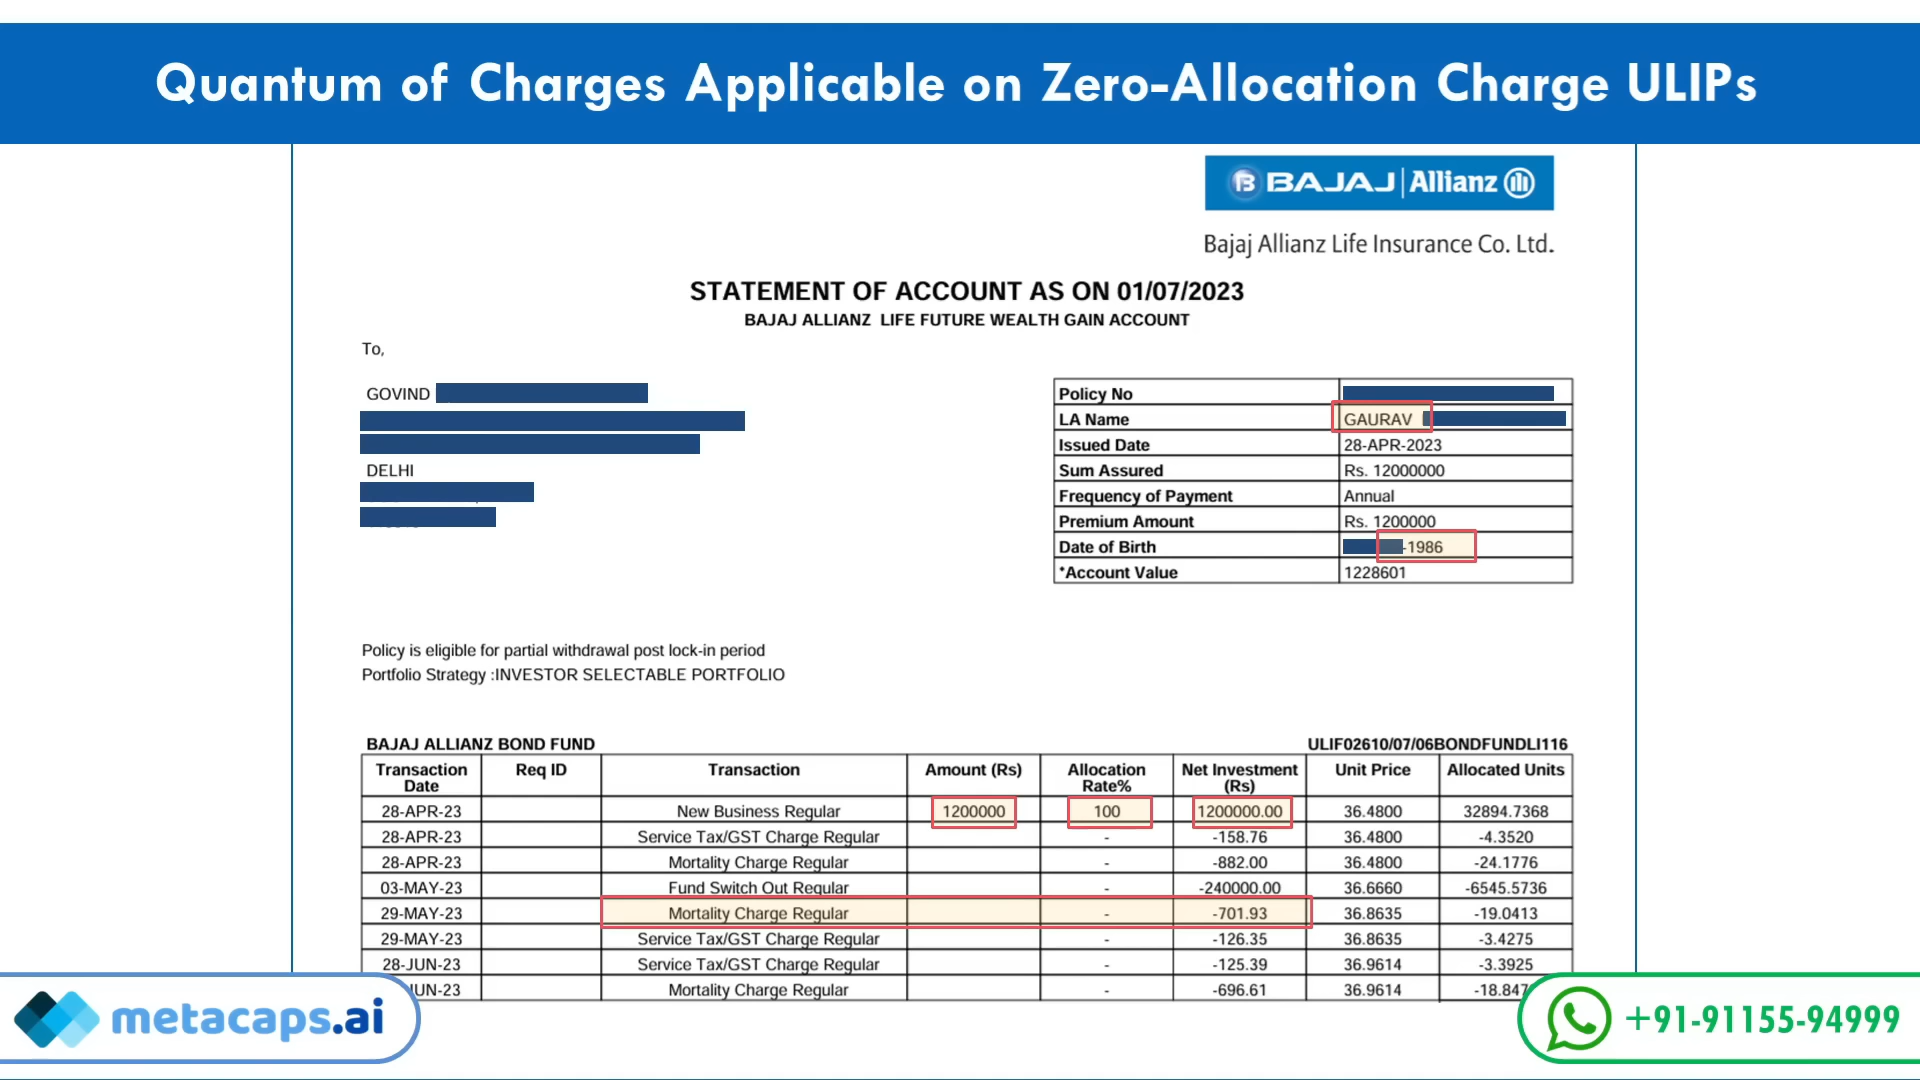 Quantum of Charges Applicable on Zero-Allocation Charge ULIPs
BAJAJ Allianz
Bajaj Allianz Life Insurance Co. Ltd.
STATEMENT OF ACCOUNT AS ON 01/07/2023
BAJAJ ALLIANZ LIFE FUTURE WEALTH GAIN ACCOUNT
To,
GOVIND
DELHI
Policy No
LA Name GAURAV
Issued Date 28-APR-2023
Sum Assured Rs. 12000000
Frequency of Payment Annual
Premium Amount Rs. 1200000
Date of Birth -1986
*Account Value 1228601
Policy is eligible for partial withdrawal post lock-in period
Portfolio Strategy :INVESTOR SELECTABLE PORTFOLIO
BAJAJ ALLIANZ BOND FUND ULIF02610/07/06BONDFUNDLI116
Transaction Date Req ID Transaction Amount (Rs) Allocation Rate% Net Investment (Rs) Unit Price Allocated Units
28-APR-23 New Business Regular 1200000 100 1200000.00 36.4800 32894.7368
28-APR-23 Service Tax/GST Charge Regular - -158.76 36.4800 -4.3520
28-APR-23 Mortality Charge Regular - -882.00 36.4800 -24.1776
03-MAY-23 Fund Switch Out Regular - -240000.00 36.6660 -6545.5736
29-MAY-23 Mortality Charge Regular - -701.93 36.8635 -19.0413
29-MAY-23 Service Tax/GST Charge Regular - -126.35 36.8635 -3.4275
28-JUN-23 Service Tax/GST Charge Regular - -125.39 36.9614 -3.3925
JUN-23 Mortality Charge Regular - -696.61 36.9614 -18.847
metacaps.ai
+91-91155-94999